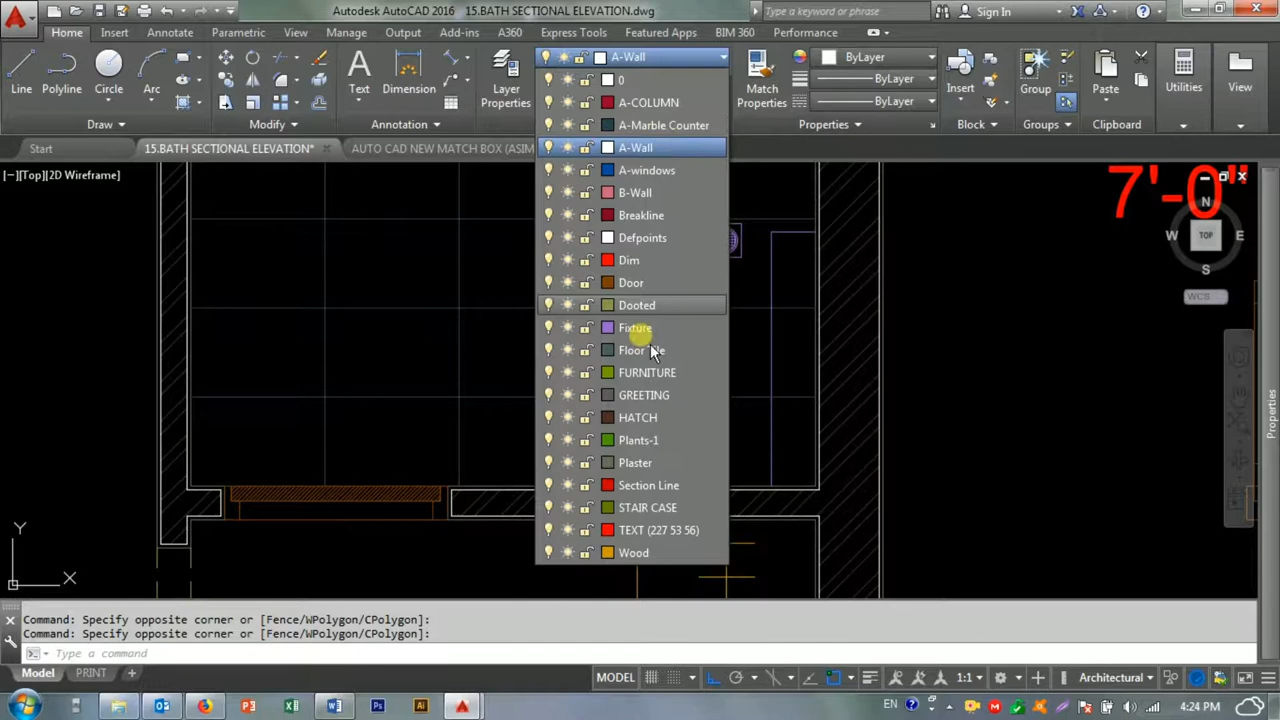 Autodesk AutoCAD 2016 15.BATH SECTIONAL ELEVATION.dwg
Type a keyword or phrase
Sign In
Home Insert Annotate Parametric View Manage Output Add-ins A360 Express Tools Featured Apps BIM 360 Performance
Line Polyline Circle Arc Text Dimension Layer Properties Match Properties Insert Group Paste Utilities View
ByLayer
ByLayer
ByLayer
Draw Modify Annotation Properties Block Groups Clipboard
Start 15.BATH SECTIONAL ELEVATION* AUTO CAD NEW MATCH BOX (ASIM
[−][Top][2D Wireframe]
A-Wall
0
A-COLUMN
A-Marble Counter
A-Wall
A-windows
B-Wall
Breakline
Defpoints
Dim
Door
Dooted
Fixture
Floor
FURNITURE
GREETING
HATCH
Plants-1
Plaster
Section Line
STAIR CASE
TEXT (227 53 56)
Wood
7'-0"
N
W TOP E
S
WCS
Properties
Y
X
Command: Specify opposite corner or [Fence/WPolygon/CPolygon]:
Command: Specify opposite corner or [Fence/WPolygon/CPolygon]:
Type a command
Model PRINT +
MODEL 1:1 Architectural
Ps Ai
EN 4:24 PM